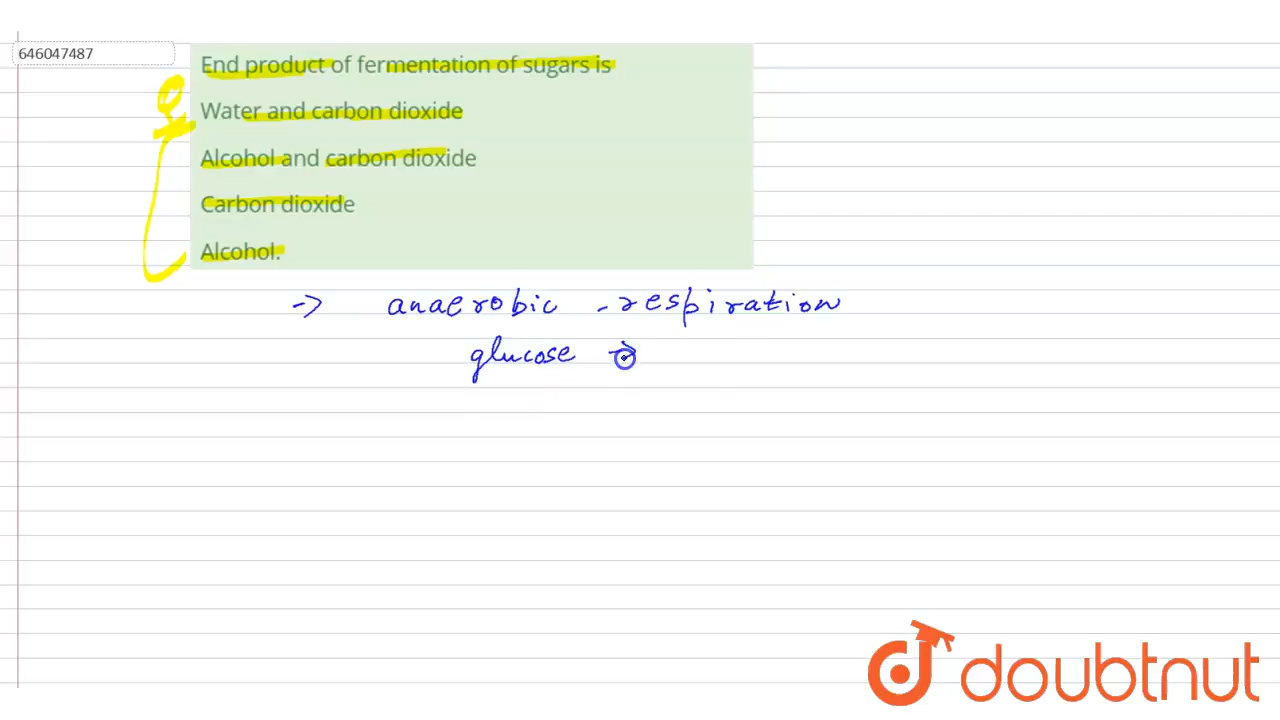 646047487
End product of fermentation of sugars is
Water and carbon dioxide
Alcohol and carbon dioxide
Carbon dioxide
Alcohol.
→ anaerobic - respiration
glucose →
doubtnut